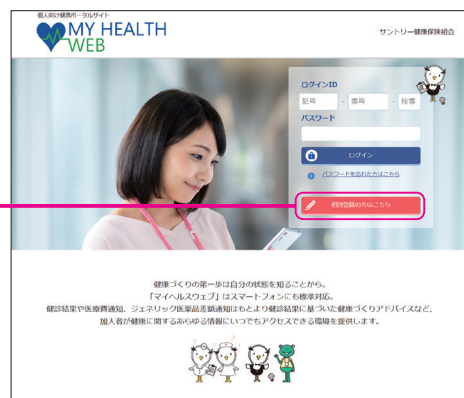 個人向け健康ポータルサイト
MY HEALTH
WEB
サントリー健康保険組合
ログインID
記号 - 番号 - 枝番
パスワード
ログイン
パスワードを忘れた方はこちら
初回登録の方はこちら
健康づくりの第一歩は自分の状態を知ることから。
「マイヘルスウェブ」はスマートフォンにも標準対応。
健診結果や医療費通知、ジェネリック医薬品差額通知はもとより健診結果に基づいた健康づくりアドバイスなど、
加入者が健康に関するあらゆる情報にいつでもアクセスできる環境を提供します。